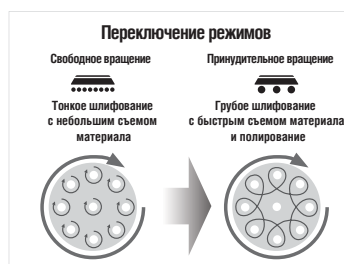 Переключение режимов
Свободное вращение
Принудительное вращение
Тонкое шлифование
с небольшим съемом
материала
Грубое шлифование
с быстрым съемом материала
и полирование